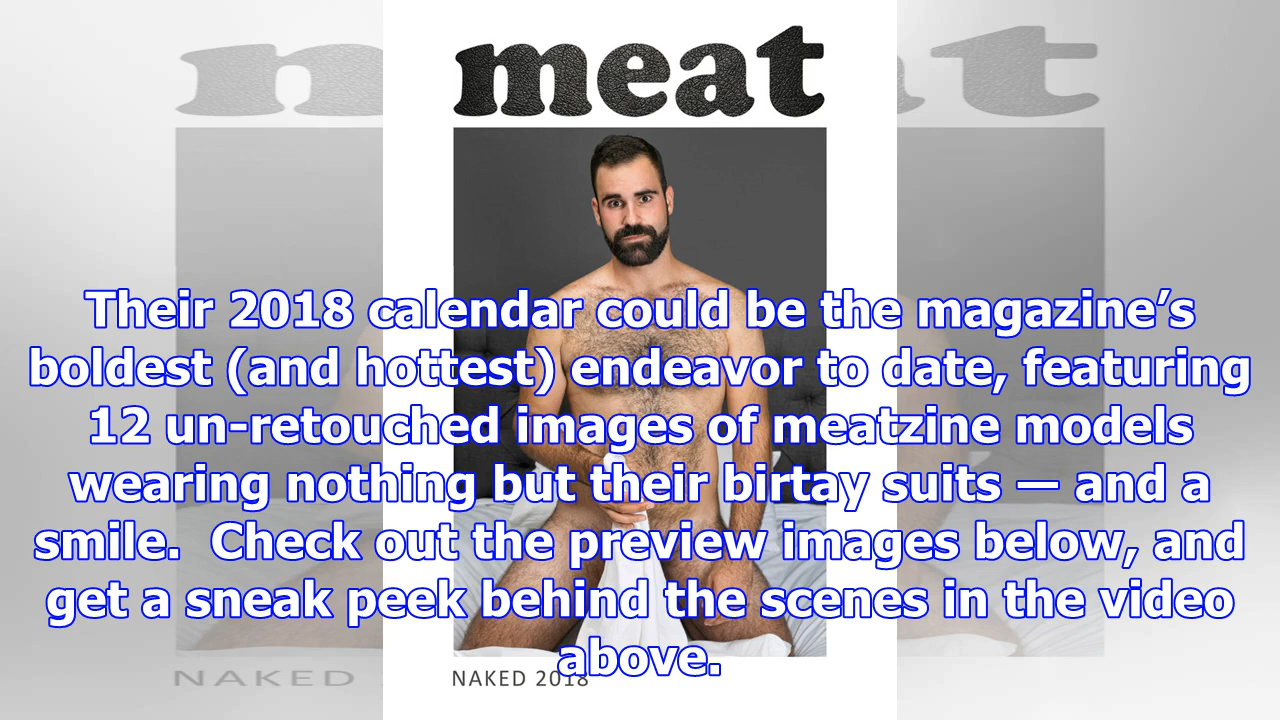 meat
Their 2018 calendar could be the magazine’s
boldest (and hottest) endeavor to date, featuring
12 un-retouched images of meatzine models
wearing nothing but their birtay suits — and a
smile.  Check out the preview images below, and
get a sneak peek behind the scenes in the video
above.
NAKED 2018
NAKED